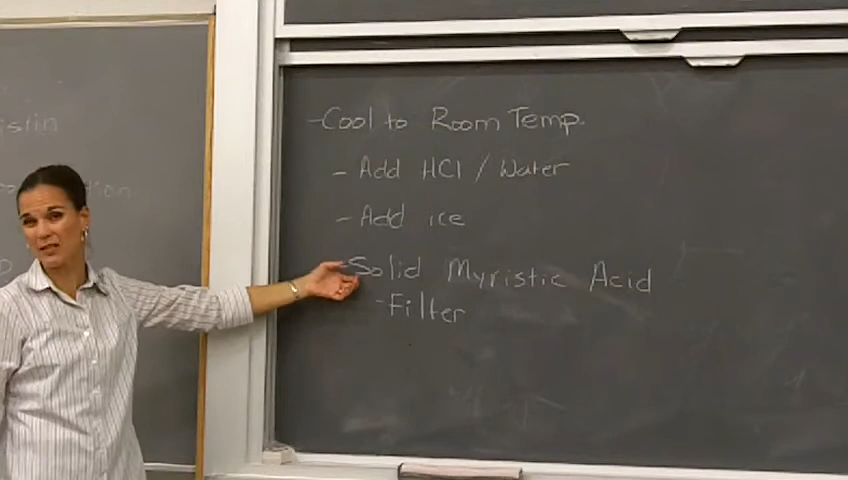 -Cool to Room Temp.
- Add HCl / Water
- Add ice
-Solid Myristic Acid
-Filter